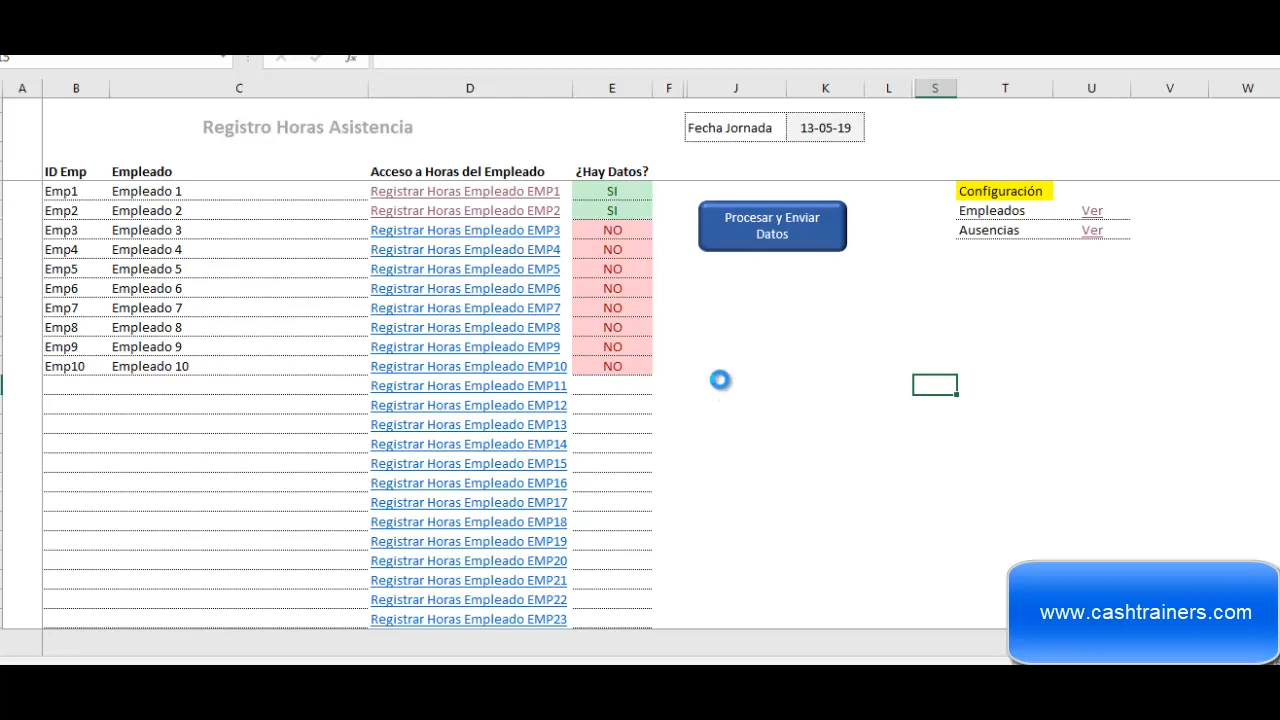 15
fx
A B C D E F J K L S T U V W
Registro Horas Asistencia
Fecha Jornada 13-05-19
ID Emp Empleado Acceso a Horas del Empleado ¿Hay Datos?
Emp1 Empleado 1 Registrar Horas Empleado EMP1 SI Configuración
Emp2 Empleado 2 Registrar Horas Empleado EMP2 SI Empleados Ver
Emp3 Empleado 3 Registrar Horas Empleado EMP3 NO Ausencias Ver
Procesar y Enviar
Datos
Emp4 Empleado 4 Registrar Horas Empleado EMP4 NO
Emp5 Empleado 5 Registrar Horas Empleado EMP5 NO
Emp6 Empleado 6 Registrar Horas Empleado EMP6 NO
Emp7 Empleado 7 Registrar Horas Empleado EMP7 NO
Emp8 Empleado 8 Registrar Horas Empleado EMP8 NO
Emp9 Empleado 9 Registrar Horas Empleado EMP9 NO
Emp10 Empleado 10 Registrar Horas Empleado EMP10 NO
Registrar Horas Empleado EMP11
Registrar Horas Empleado EMP12
Registrar Horas Empleado EMP13
Registrar Horas Empleado EMP14
Registrar Horas Empleado EMP15
Registrar Horas Empleado EMP16
Registrar Horas Empleado EMP17
Registrar Horas Empleado EMP18
Registrar Horas Empleado EMP19
Registrar Horas Empleado EMP20
Registrar Horas Empleado EMP21
Registrar Horas Empleado EMP22
Registrar Horas Empleado EMP23
www.cashtrainers.com